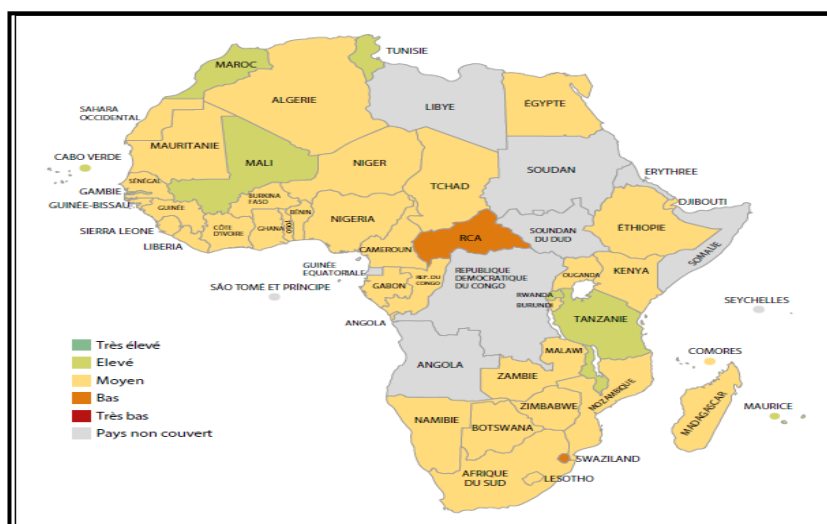 TUNISIE
MAROC
ALGERIE
LIBYE
ÉGYPTE
SAHARA
OCCIDENTAL
MAURITANIE
MALI
NIGER
TCHAD
SOUDAN
ERYTHREE
CABO VERDE
SÉNÉGAL
GAMBIE
GUINÉE-BISSAU
GUINÉE
SIERRA LEONE
LIBERIA
BURKINA
FASO
CÔTE
D'IVOIRE
GHANA
TOGO
BÉNIN
NIGERIA
DJIBOUTI
ÉTHIOPIE
SOMALIE
SOUNDAN
DU DUD
RCA
CAMEROUN
GUINÉE
EQUATORIALE
SÃO TOMÉ ET PRÍNCIPE
GABON
REP. DU
CONGO
REPUBLIQUE
DEMOCRATIQUE
DU CONGO
OUGANDA
KENYA
RWANDA
BURUNDI
TANZANIE
SEYCHELLES
ANGOLA
ANGOLA
MALAWI
COMORES
ZAMBIE
MOZAMBIQUE
MADAGASCAR
MAURICE
ZIMBABWE
NAMIBIE
BOTSWANA
SWAZILAND
LESOTHO
AFRIQUE
DU SUD
Très élevé
Elevé
Moyen
Bas
Très bas
Pays non couvert